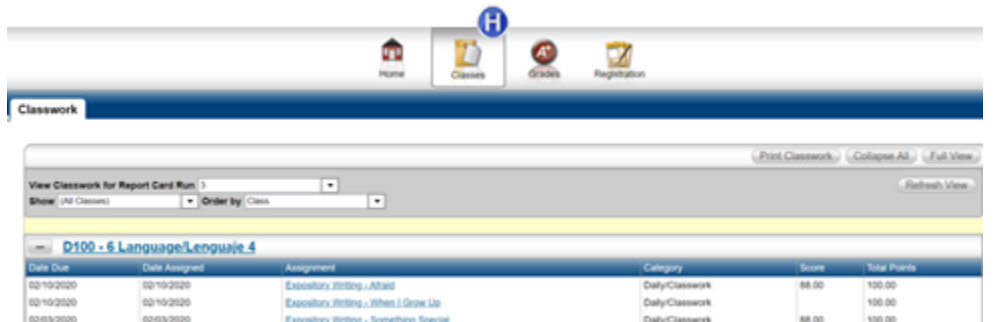 H
Home Classes Grades Registration
Classwork
Print Classwork Collapse All Full View
View Classwork for Report Card Run 3 Refresh View
Show (All Classes) Order by Class
D100 - 6 Language/Lenguaje 4
Date Due Date Assigned Assignment Category Score Total Points
02/10/2020 02/10/2020 Expository Writing - Afraid Daily/Classwork 88.00 100.00
02/10/2020 02/10/2020 Expository Writing - When I Grow Up Daily/Classwork 100.00
02/03/2020 02/03/2020 Expository Writing - Something Special Daily/Classwork 88.00 100.00